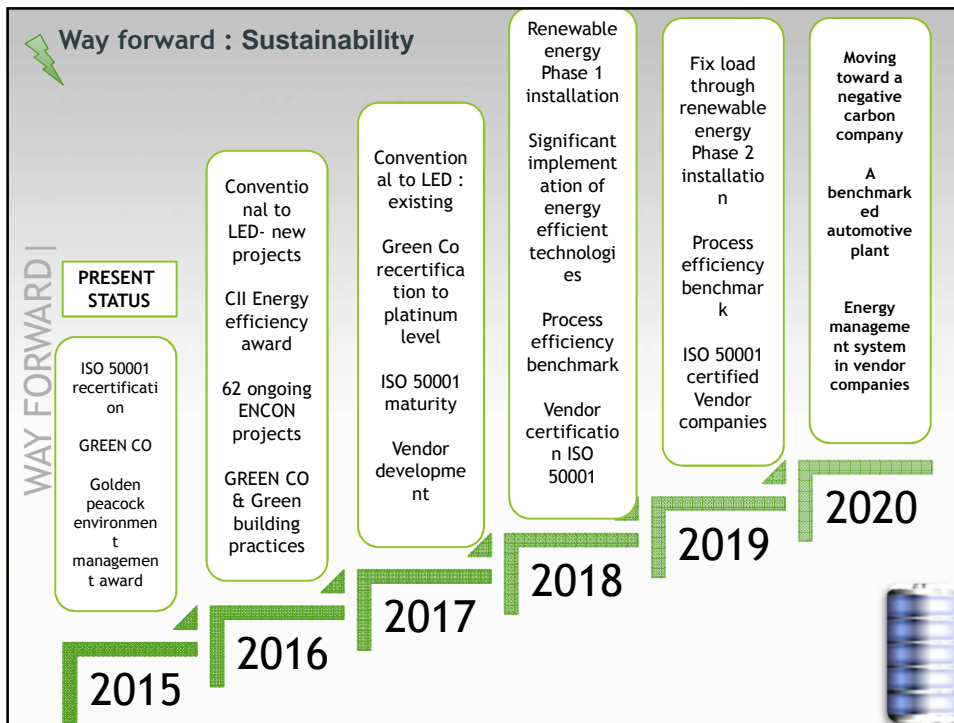 Way forward : Sustainability
WAY FORWARD |
PRESENT
STATUS
ISO 50001
recertificati
on
GREEN CO
Golden
peacock
environmen
t
managemen
t award
2015
Conventio
nal to
LED- new
projects
CII Energy
efficiency
award
62 ongoing
ENCON
projects
GREEN CO
& Green
building
practices
2016
Convention
al to LED :
existing
Green Co
recertifica
tion to
platinum
level
ISO 50001
maturity
Vendor
developme
nt
2017
Renewable
energy
Phase 1
installation
Significant
implement
ation of
energy
efficient
technologi
es
Process
efficiency
benchmark
Vendor
certificatio
n ISO
50001
2018
Fix load
through
renewable
energy
Phase 2
installatio
n
Process
efficiency
benchmar
k
ISO 50001
certified
Vendor
companies
2019
Moving
toward a
negative
carbon
company
A
benchmark
ed
automotive
plant
Energy
manageme
nt system
in vendor
companies
2020